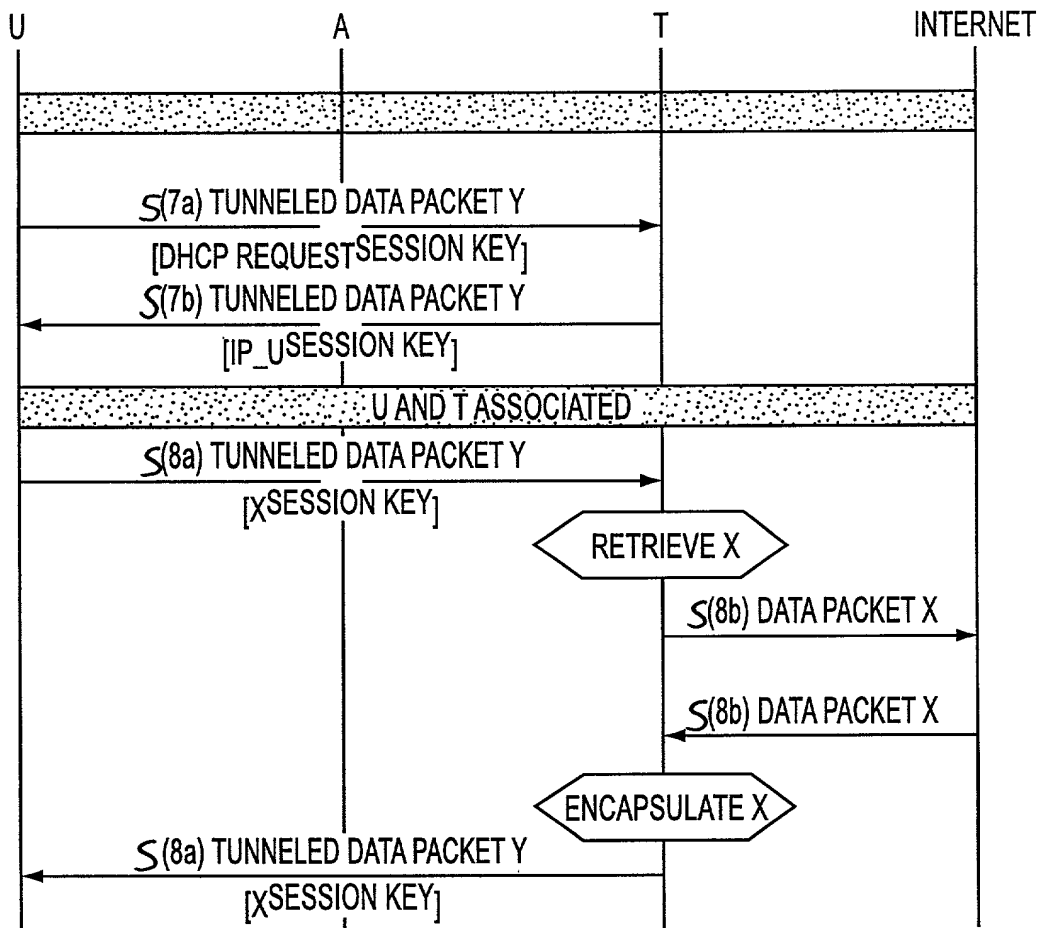 U A T INTERNET
S(7a) TUNNELED DATA PACKET Y
[DHCP REQUEST SESSION KEY]
S(7b) TUNNELED DATA PACKET Y
[IP_U SESSION KEY]
U AND T ASSOCIATED
S(8a) TUNNELED DATA PACKET Y
[X SESSION KEY]
RETRIEVE X
S(8b) DATA PACKET X
S(8b) DATA PACKET X
ENCAPSULATE X
S(8a) TUNNELED DATA PACKET Y
[X SESSION KEY]